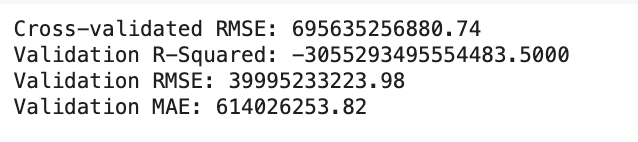 Cross-validated RMSE: 695635256880.74
Validation R-Squared: -3055293495554483.5000
Validation RMSE: 39995233223.98
Validation MAE: 614026253.82